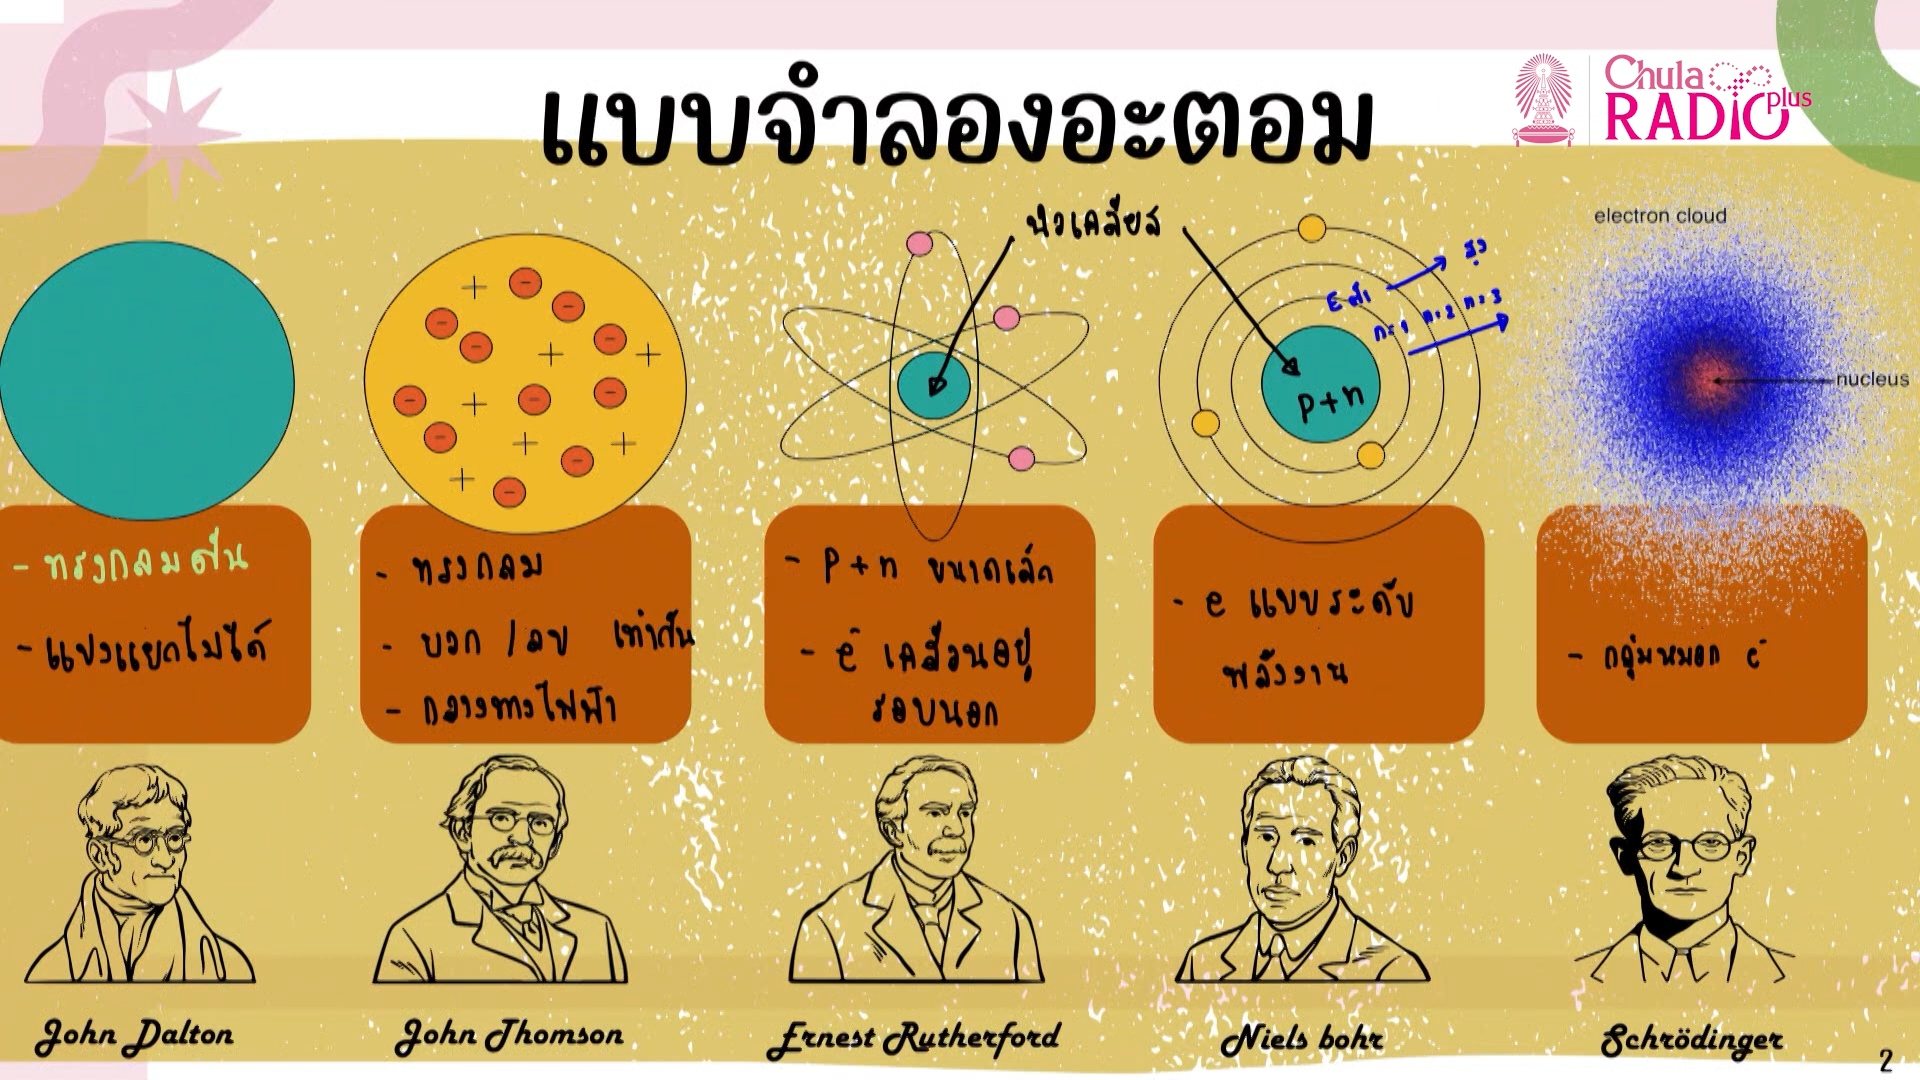 แบบจำลองอะตอม
Chula
RADIO plus
นิวเคลียส
electron cloud
E ต่ำ
สูง
n=1 n=2 n=3
nucleus
p+n
- ทรงกลมตัน
- แบ่งแยกไม่ได้
- ทรงกลม
- บวก / ลบ เท่ากัน
- กลางทางไฟฟ้า
- P+n ขนาดเล็ก
- e⁻ เคลื่อนอยู่
รอบนอก
- e แบบระดับ
พลังงาน
- กลุ่มหมอก e⁻
John Dalton
John Thomson
Ernest Rutherford
Niels bohr
Schrödinger
2